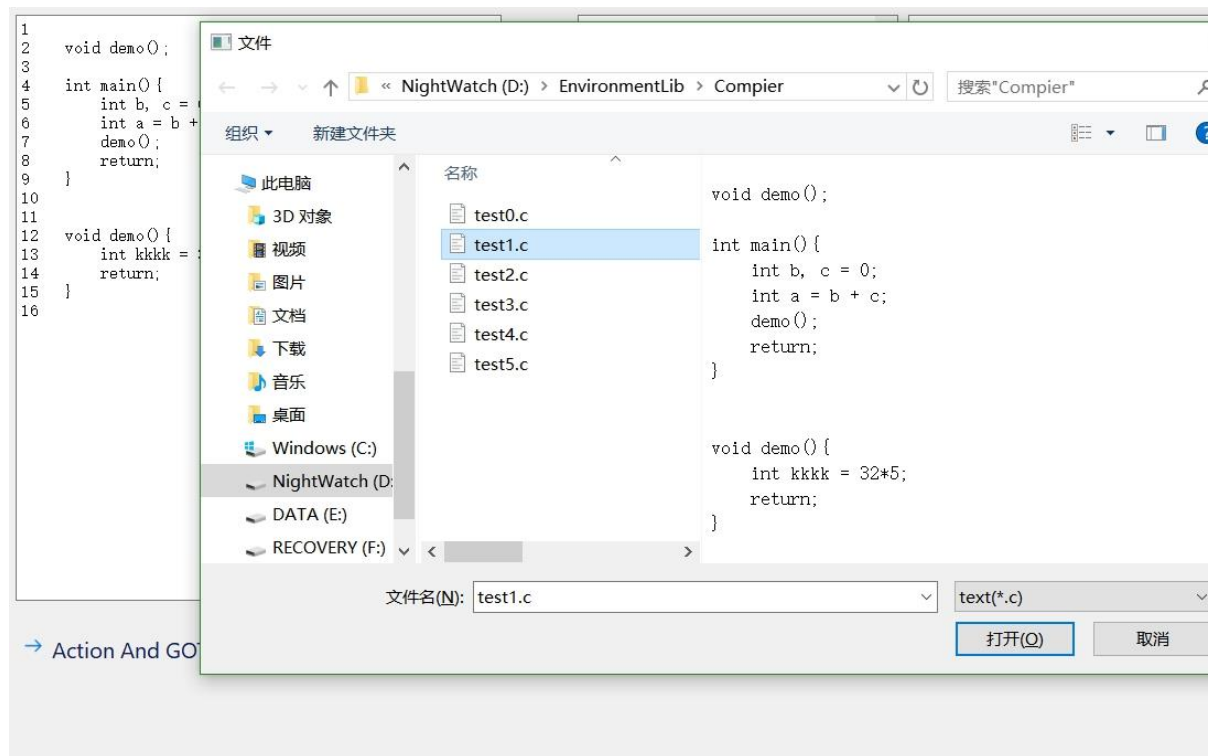 1
2 void demo();
3
4 int main(){
5 int b, c =
6 int a = b +
7 demo();
8 return;
9 }
10
11
12 void demo(){
13 int kkkk =
14 return;
15 }
16
文件
« NightWatch (D:) > EnvironmentLib > Compier
搜索"Compier"
组织
新建文件夹
此电脑
3D 对象
视频
图片
文档
下载
音乐
桌面
Windows (C:)
NightWatch (D:
DATA (E:)
RECOVERY (F:)
名称
test0.c
test1.c
test2.c
test3.c
test4.c
test5.c
void demo();
int main(){
int b, c = 0;
int a = b + c;
demo();
return;
}
void demo(){
int kkkk = 32*5;
return;
}
文件名(N): test1.c
text(*.c)
打开(O)
取消
Action And GO